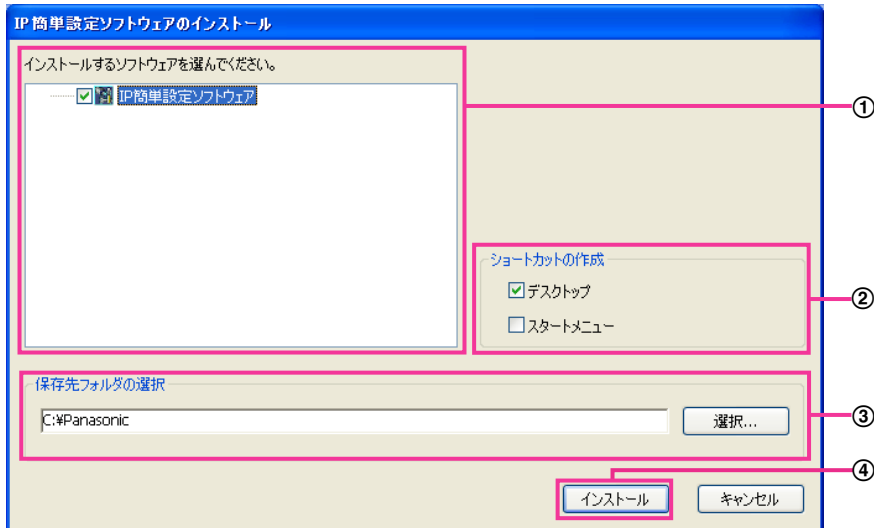 IP簡単設定ソフトウェアのインストール
インストールするソフトウェアを選んでください。
IP簡単設定ソフトウェア
①
ショートカットの作成
デスクトップ
②
スタートメニュー
保存先フォルダの選択
C:¥Panasonic
選択...
③
④
インストール
キャンセル